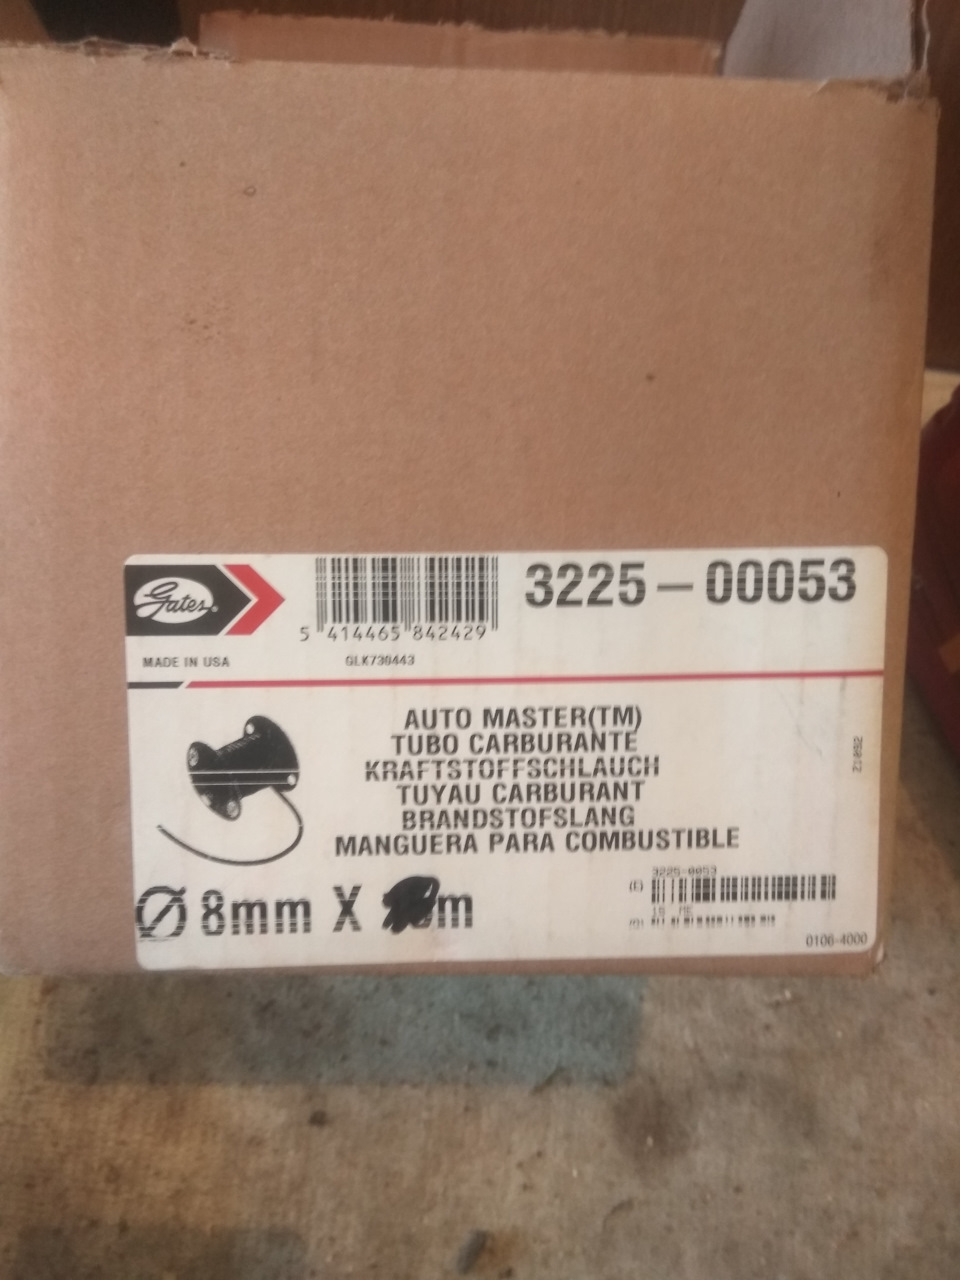 Gates
5 414465 842429
3225-00053
MADE IN USA
GLK730443
AUTO MASTER(TM)
TUBO CARBURANTE
KRAFTSTOFFSCHLAUCH
TUYAU CARBURANT
BRANDSTOFSLANG
MANGUERA PARA COMBUSTIBLE
Ø 8mm X m
3225-0053
(E)
0106-4000